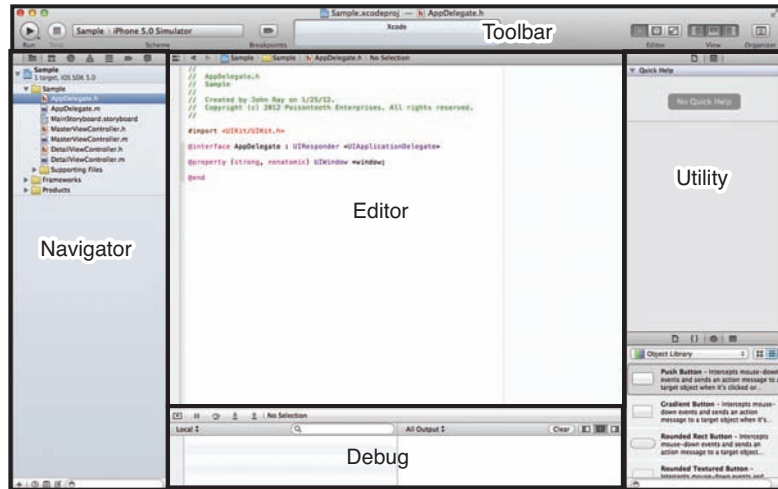 Sample.xcodeproj — AppDelegate.h
Sample iPhone 5.0 Simulator
Xcode
Toolbar
Run Stop Scheme Breakpoints Editor View Organizer
Sample
1 target, iOS SDK 5.0
Sample
AppDelegate.h
AppDelegate.m
MainStoryboard.storyboard
MasterViewController.h
MasterViewController.m
DetailViewController.h
DetailViewController.m
Supporting Files
Frameworks
Products
Navigator
Sample Sample AppDelegate.h No Selection
//
// AppDelegate.h
// Sample
//
// Created by John Ray on 1/25/12.
// Copyright (c) 2012 Poisontooth Enterprises. All rights reserved.
//
#import <UIKit/UIKit.h>
@interface AppDelegate : UIResponder <UIApplicationDelegate>
@property (strong, nonatomic) UIWindow *window;
@end
Editor
No Selection
Local All Output Clear
Debug
Quick Help
No Quick Help
Utility
Object Library
Push Button - Intercepts mouse-down
events and sends an action message to a
target object when it's clicked or...
Gradient Button - Intercepts mouse-
down events and sends an action
message to a target object when it's...
Rounded Rect Button - Intercepts
mouse-down events and sends an
action message to a target object...
Rounded Textured Button -
Intercepts mouse-down events and